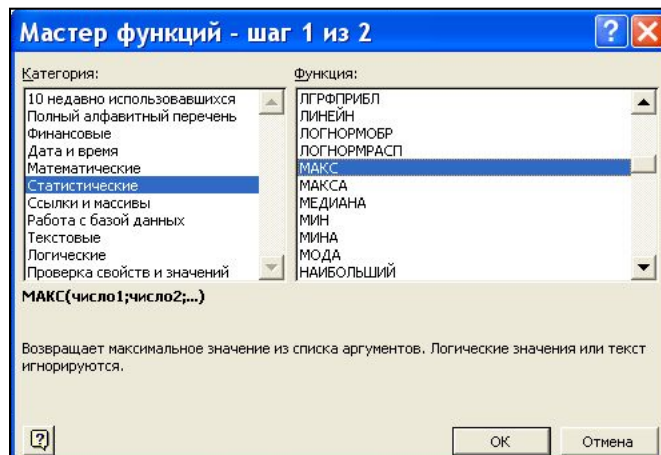 Мастер функций - шаг 1 из 2
Категория:
10 недавно использовавшихся
Полный алфавитный перечень
Финансовые
Дата и время
Математические
Статистические
Ссылки и массивы
Работа с базой данных
Текстовые
Логические
Проверка свойств и значений
Функция:
ЛГРФПРИБЛ
ЛИНЕЙН
ЛОГНОРМОБР
ЛОГНОРМРАСП
МАКС
МАКСА
МЕДИАНА
МИН
МИНА
МОДА
НАИБОЛЬШИЙ
МАКС(число1;число2;...)
Возвращает максимальное значение из списка аргументов. Логические значения или текст
игнорируются.
ОК
Отмена